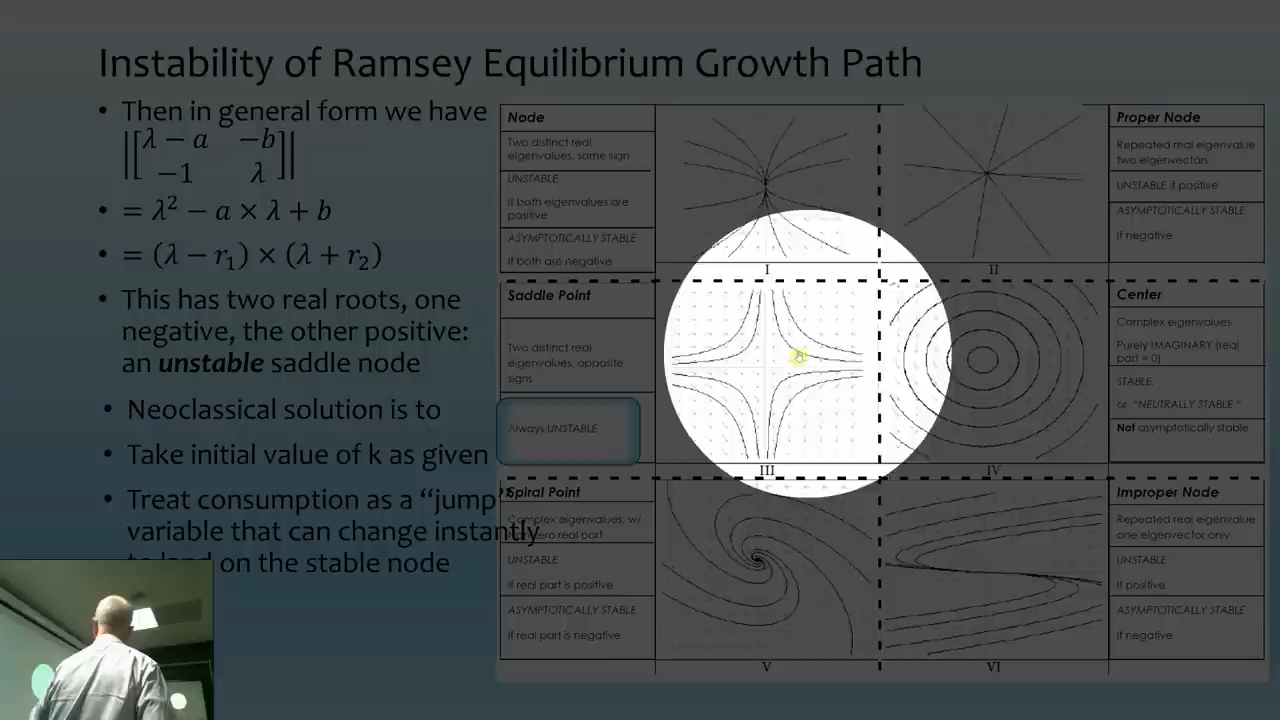 Instability of Ramsey Equilibrium Growth Path
• Then in general form we have
|[λ − a −b
−1 λ]|
• = λ² − a × λ + b
• = (λ − r₁) × (λ + r₂)
• This has two real roots, one
negative, the other positive:
an unstable saddle node
• Neoclassical solution is to
• Take initial value of k as given
• Treat consumption as a “jump”
variable that can change instantly
to land on the stable node
Node
Two distinct real
eigenvalues, same sign
UNSTABLE
if both eigenvalues are
positive
ASYMPTOTICALLY STABLE
if both are negative
I
II
Proper Node
Repeated real eigenvalue
two eigenvectors
UNSTABLE if positive
ASYMPTOTICALLY STABLE
if negative
Saddle Point
Two distinct real
eigenvalues, opposite
signs
Always UNSTABLE
III
IV
Center
Complex eigenvalues
Purely IMAGINARY (real
part = 0)
STABLE,
or “NEUTRALLY STABLE”
Not asymptotically stable
Spiral Point
Complex eigenvalues, w/
zero real part
UNSTABLE
if real part is positive
ASYMPTOTICALLY STABLE
if real part is negative
V
VI
Improper Node
Repeated real eigenvalue
one eigenvector only
UNSTABLE
if positive
ASYMPTOTICALLY STABLE
if negative